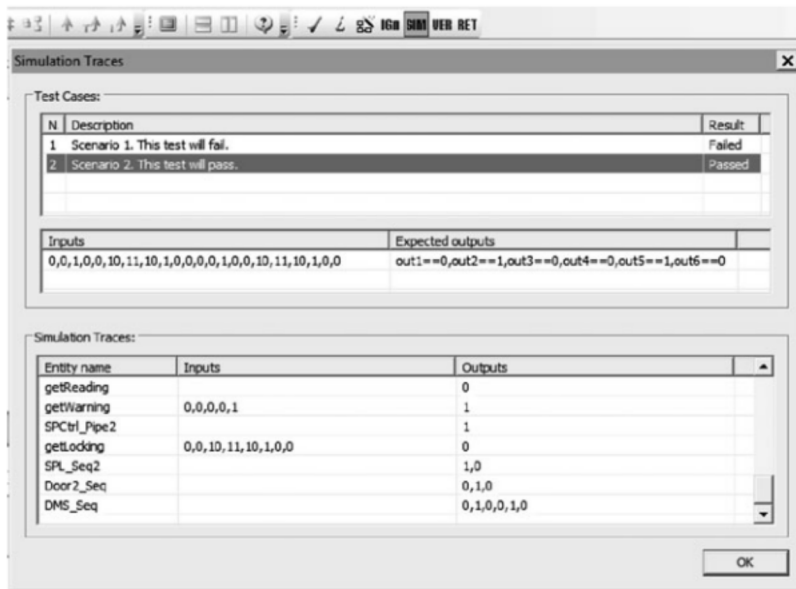 IGn SIM VEB RET
Simulation Traces
Test Cases:
N Description Result
1 Scenario 1. This test will fail. Failed
2 Scenario 2. This test will pass. Passed
Inputs Expected outputs
0,0,1,0,0,10,11,10,1,0,0,0,0,1,0,0,10,11,10,1,0,0 out1==0,out2==1,out3==0,out4==0,out5==1,out6==0
Simulation Traces:
Entity name Inputs Outputs
getReading 0
getWarning 0,0,0,0,1 1
SPCtrl_Pipe2 1
getLocking 0,0,10,11,10,1,0,0 0
SPL_Seq2 1,0
Door2_Seq 0,1,0
DMS_Seq 0,1,0,0,1,0
OK